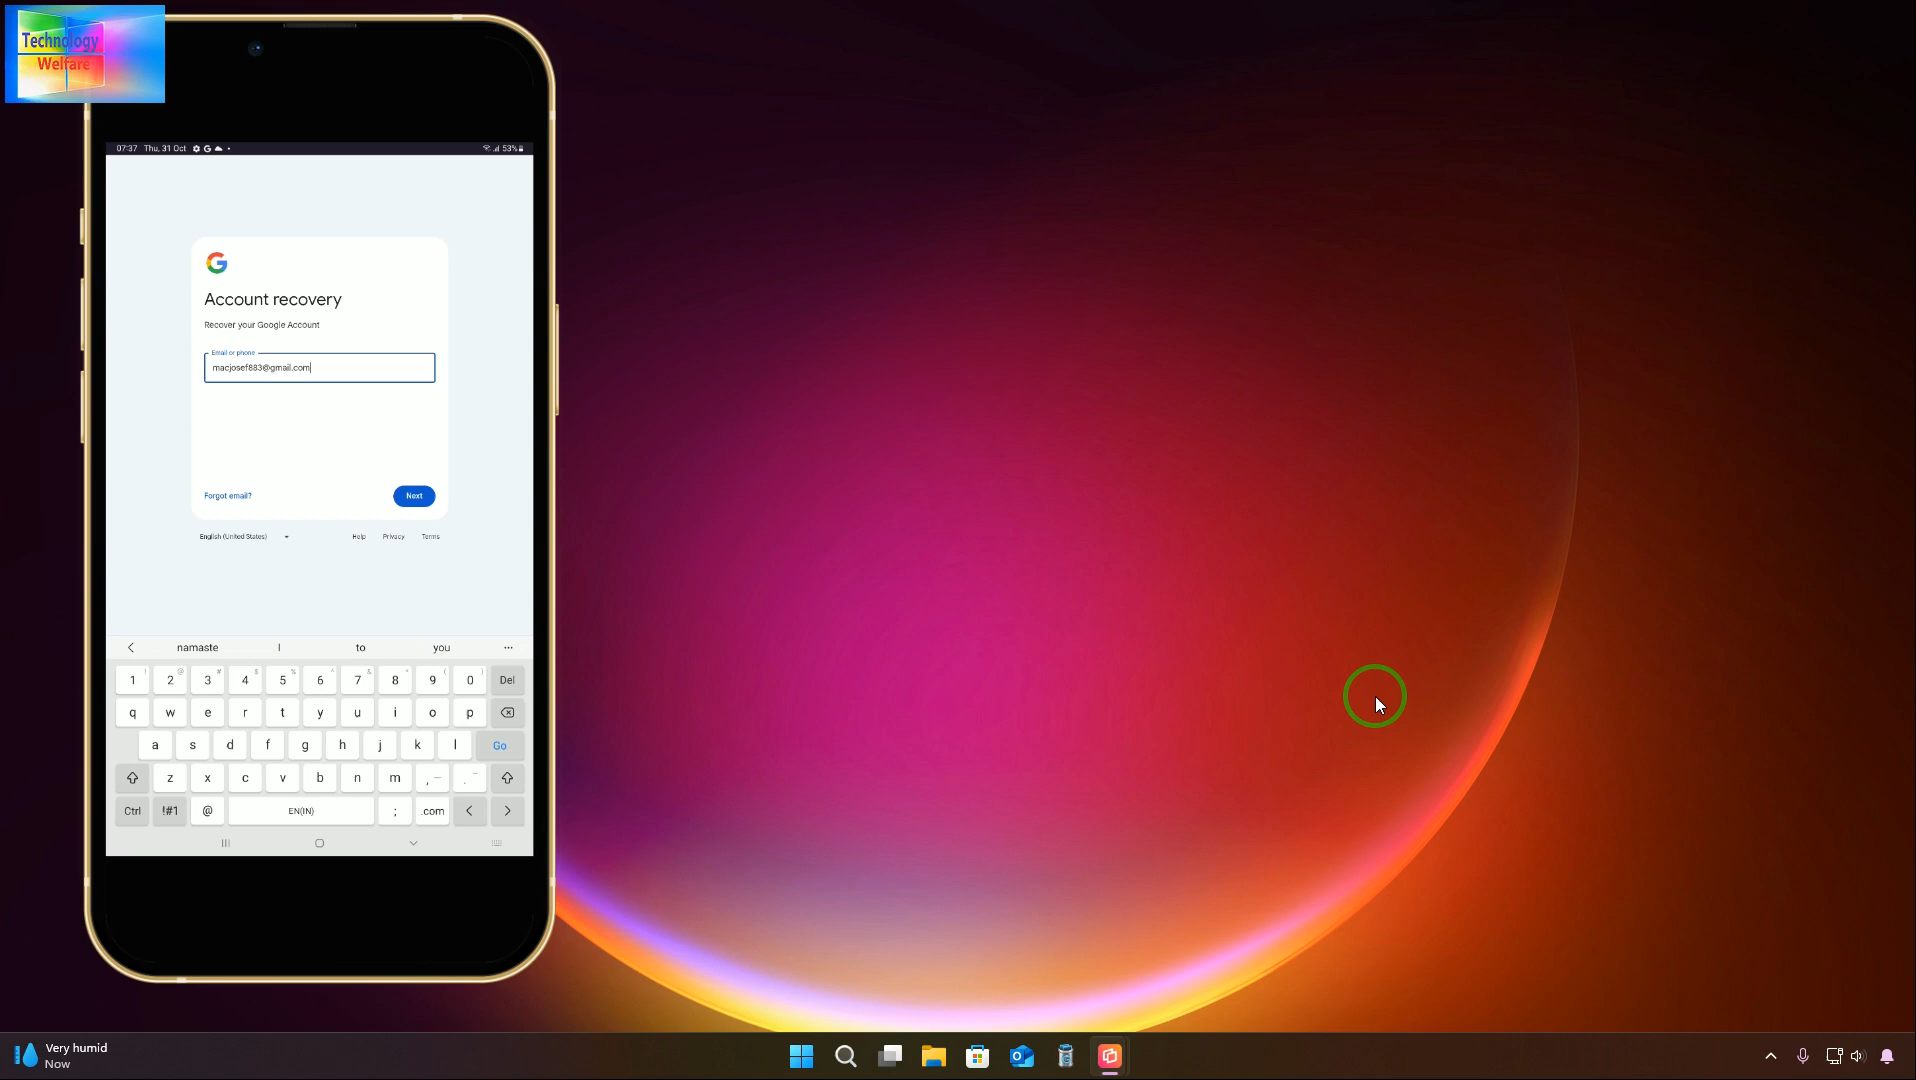 Technology
Welfare
07:37 Thu, 31 Oct
53%
Account recovery
Recover your Google Account
Email or phone
macjosef883@gmail.com
Forgot email?
Next
English (United States)
Help Privacy Terms
namaste I to you ...
1 2 3 4 5 6 7 8 9 0 Del
q w e r t y u i o p
a s d f g h j k l Go
z x c v b n m , .
Ctrl !#1 @ EN(IN) ; .com < >
Very humid
Now